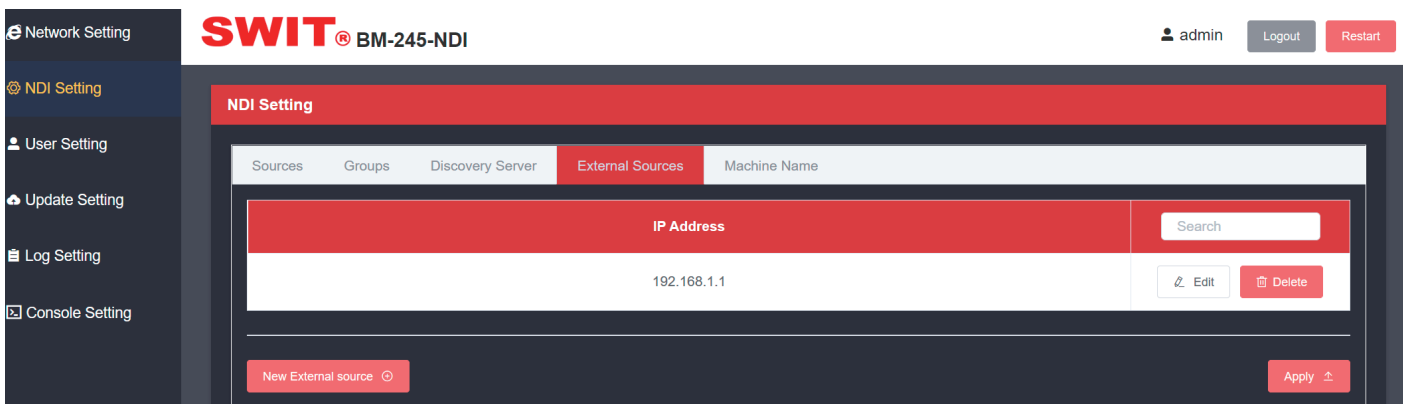 Network Setting
NDI Setting
User Setting
Update Setting
Log Setting
Console Setting
SWIT® BM-245-NDI
admin Logout Restart
NDI Setting
Sources Groups Discovery Server External Sources Machine Name
IP Address Search
192.168.1.1 Edit Delete
New External source Apply